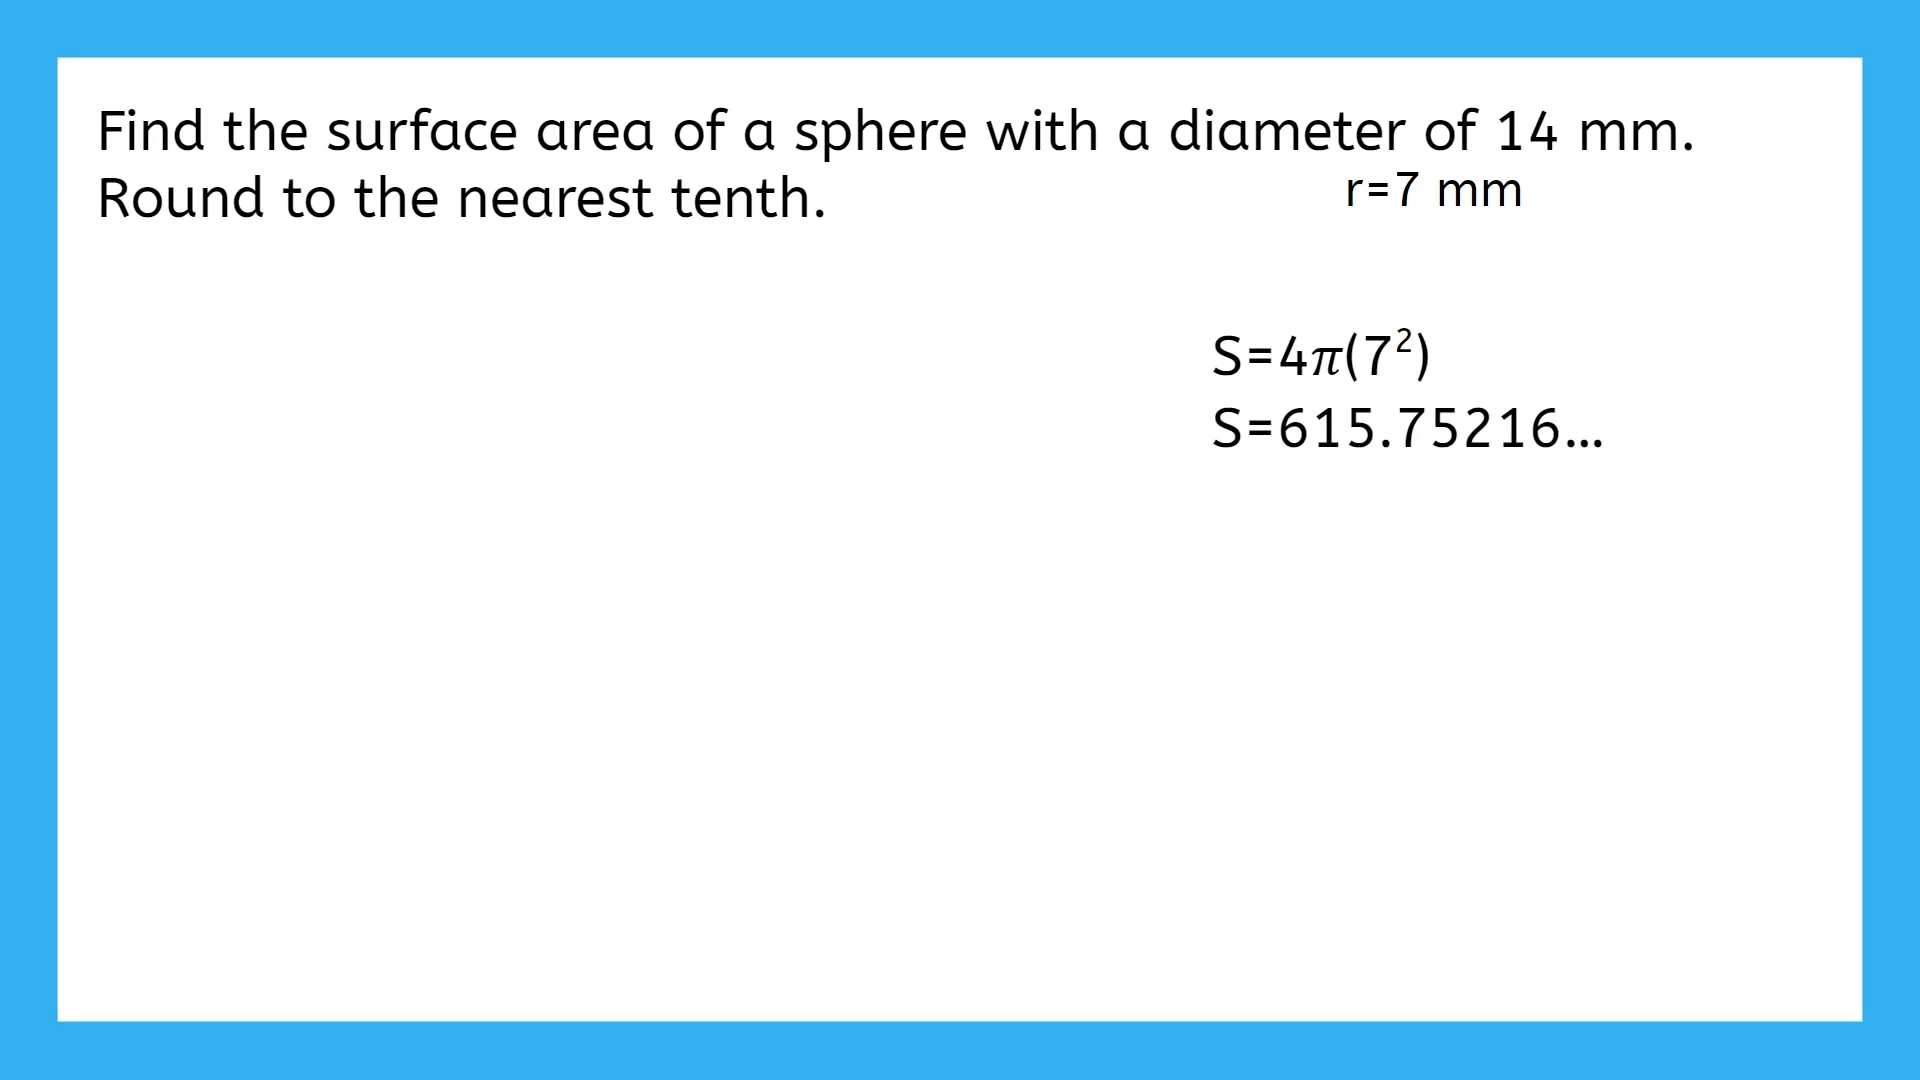 Find the surface area of a sphere with a diameter of 14 mm.
Round to the nearest tenth.
r=7 mm
S=4π(7²)
S=615.75216...